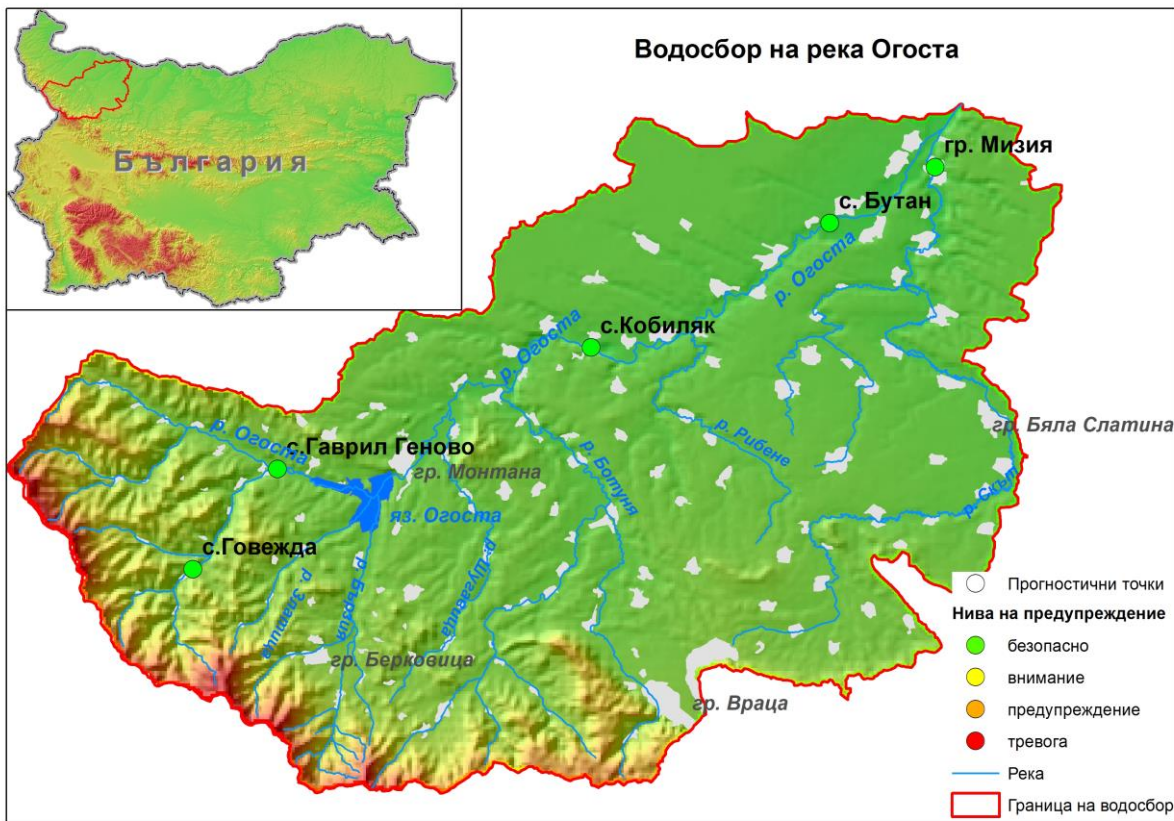 Водосбор на река Огоста
България
гр. Мизия
с. Бутан
р. Огоста
с.Кобиляк
р. Огоста
р. Огоста
с.Гаврил Геново
гр. Монтана
яз. Огоста
с.Говежда
р. Златица
р. Бързия
р. Шугавица
р. Ботуня
р. Рибене
гр. Бяла Слатина
р. Скът
гр. Берковица
гр. Враца
Прогностични точки
Нива на предупреждение
безопасно
внимание
предупреждение
тревога
Река
Граница на водосбор